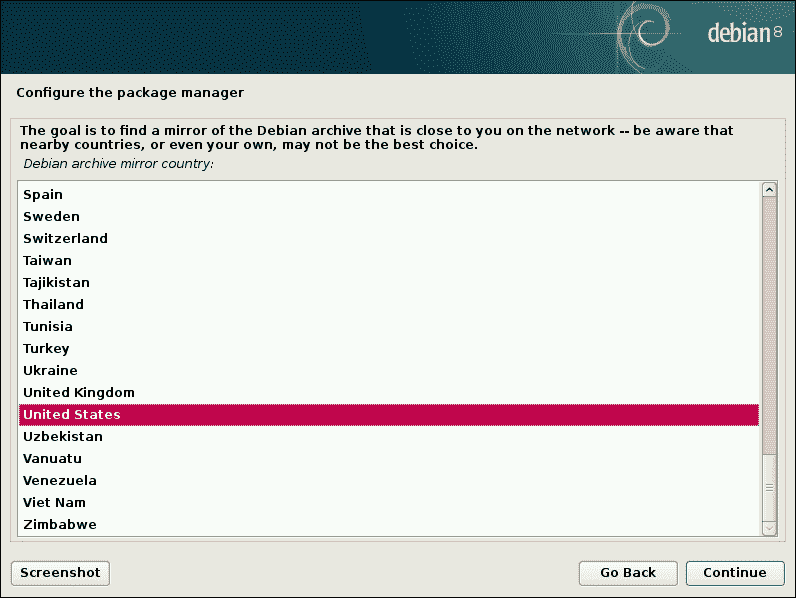 debian 8
Configure the package manager
The goal is to find a mirror of the Debian archive that is close to you on the network -- be aware that
nearby countries, or even your own, may not be the best choice.
Debian archive mirror country:
Spain
Sweden
Switzerland
Taiwan
Tajikistan
Thailand
Tunisia
Turkey
Ukraine
United Kingdom
United States
Uzbekistan
Vanuatu
Venezuela
Viet Nam
Zimbabwe
Screenshot
Go Back
Continue